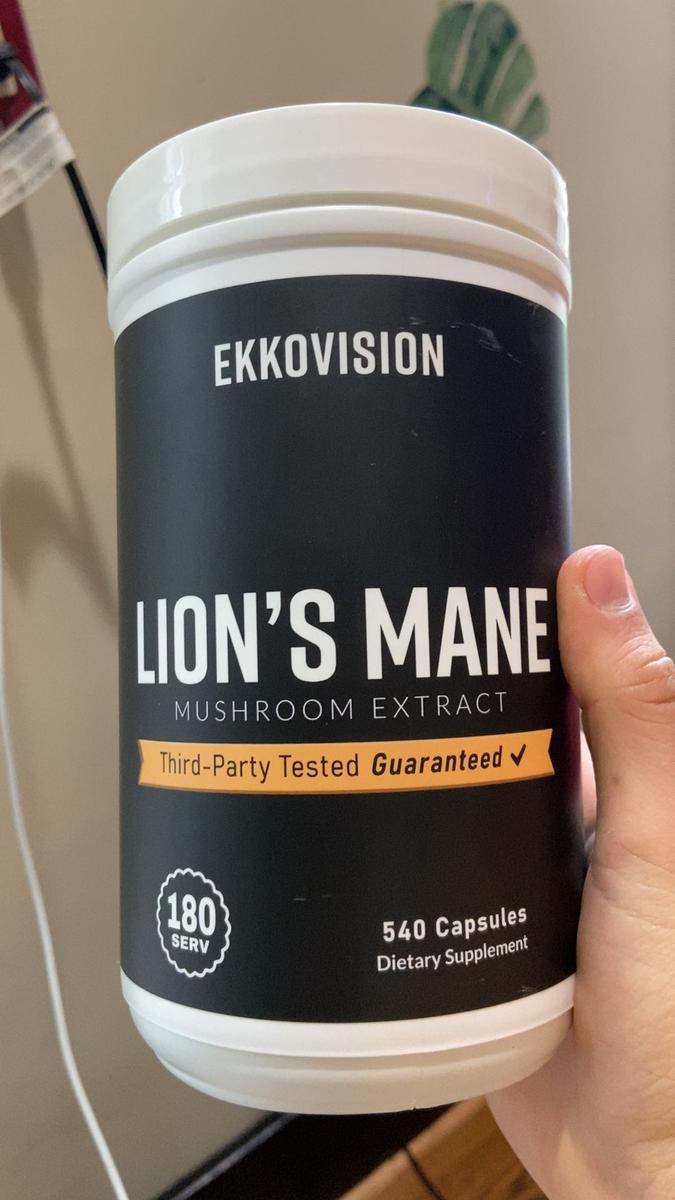 EKKOVISION
LION'S MANE
MUSHROOM EXTRACT
Third-Party Tested Guaranteed ✓
180
SERV
540 Capsules
Dietary Supplement